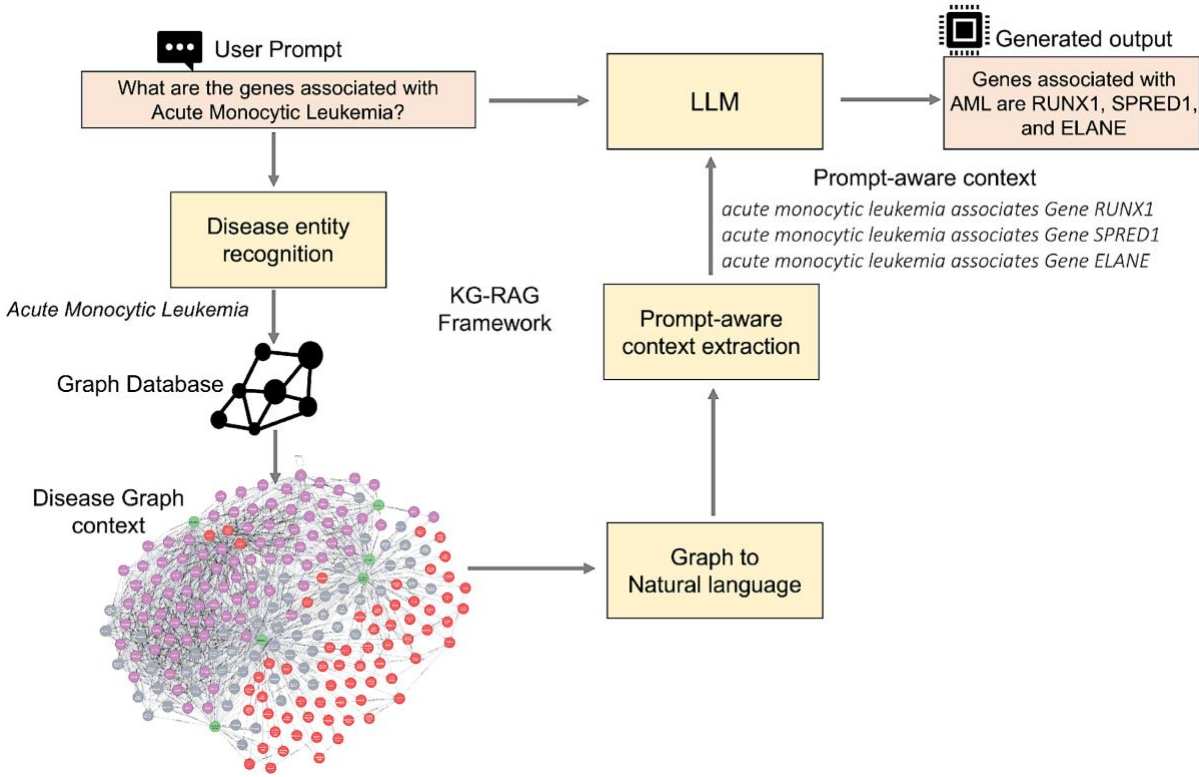 User Prompt
What are the genes associated with
Acute Monocytic Leukemia?
LLM
Generated output
Genes associated with
AML are RUNX1, SPRED1,
and ELANE
Disease entity
recognition
Prompt-aware context
acute monocytic leukemia associates Gene RUNX1
acute monocytic leukemia associates Gene SPRED1
acute monocytic leukemia associates Gene ELANE
Acute Monocytic Leukemia
KG-RAG
Framework
Prompt-aware
context extraction
Graph Database
Disease Graph
context
Graph to
Natural language